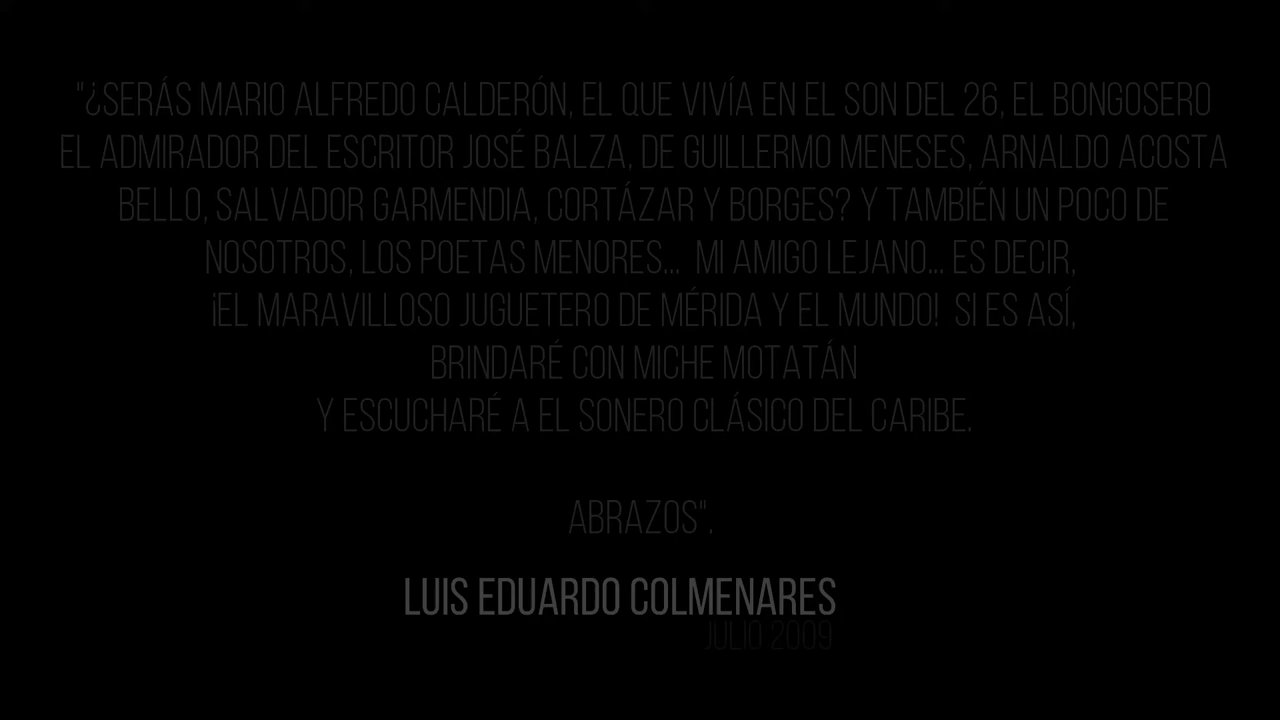 "¿SERÁS MARIO ALFREDO CALDERÓN, EL QUE VIVÍA EN EL SON DEL 26, EL BONGOSERO
EL ADMIRADOR DEL ESCRITOR JOSÉ BALZA, DE GUILLERMO MENESES, ARNALDO ACOSTA
BELLO, SALVADOR GARMENDIA, CORTÁZAR Y BORGES? Y TAMBIÉN UN POCO DE
NOSOTROS, LOS POETAS MENORES... MI AMIGO LEJANO... ES DECIR,
¡EL MARAVILLOSO JUGUETERO DE MÉRIDA Y EL MUNDO! SI ES ASÍ,
BRINDARÉ CON MICHE MOTATÁN
Y ESCUCHARÉ A EL SONERO CLÁSICO DEL CARIBE.
ABRAZOS".
LUIS EDUARDO COLMENARES
JULIO 2009